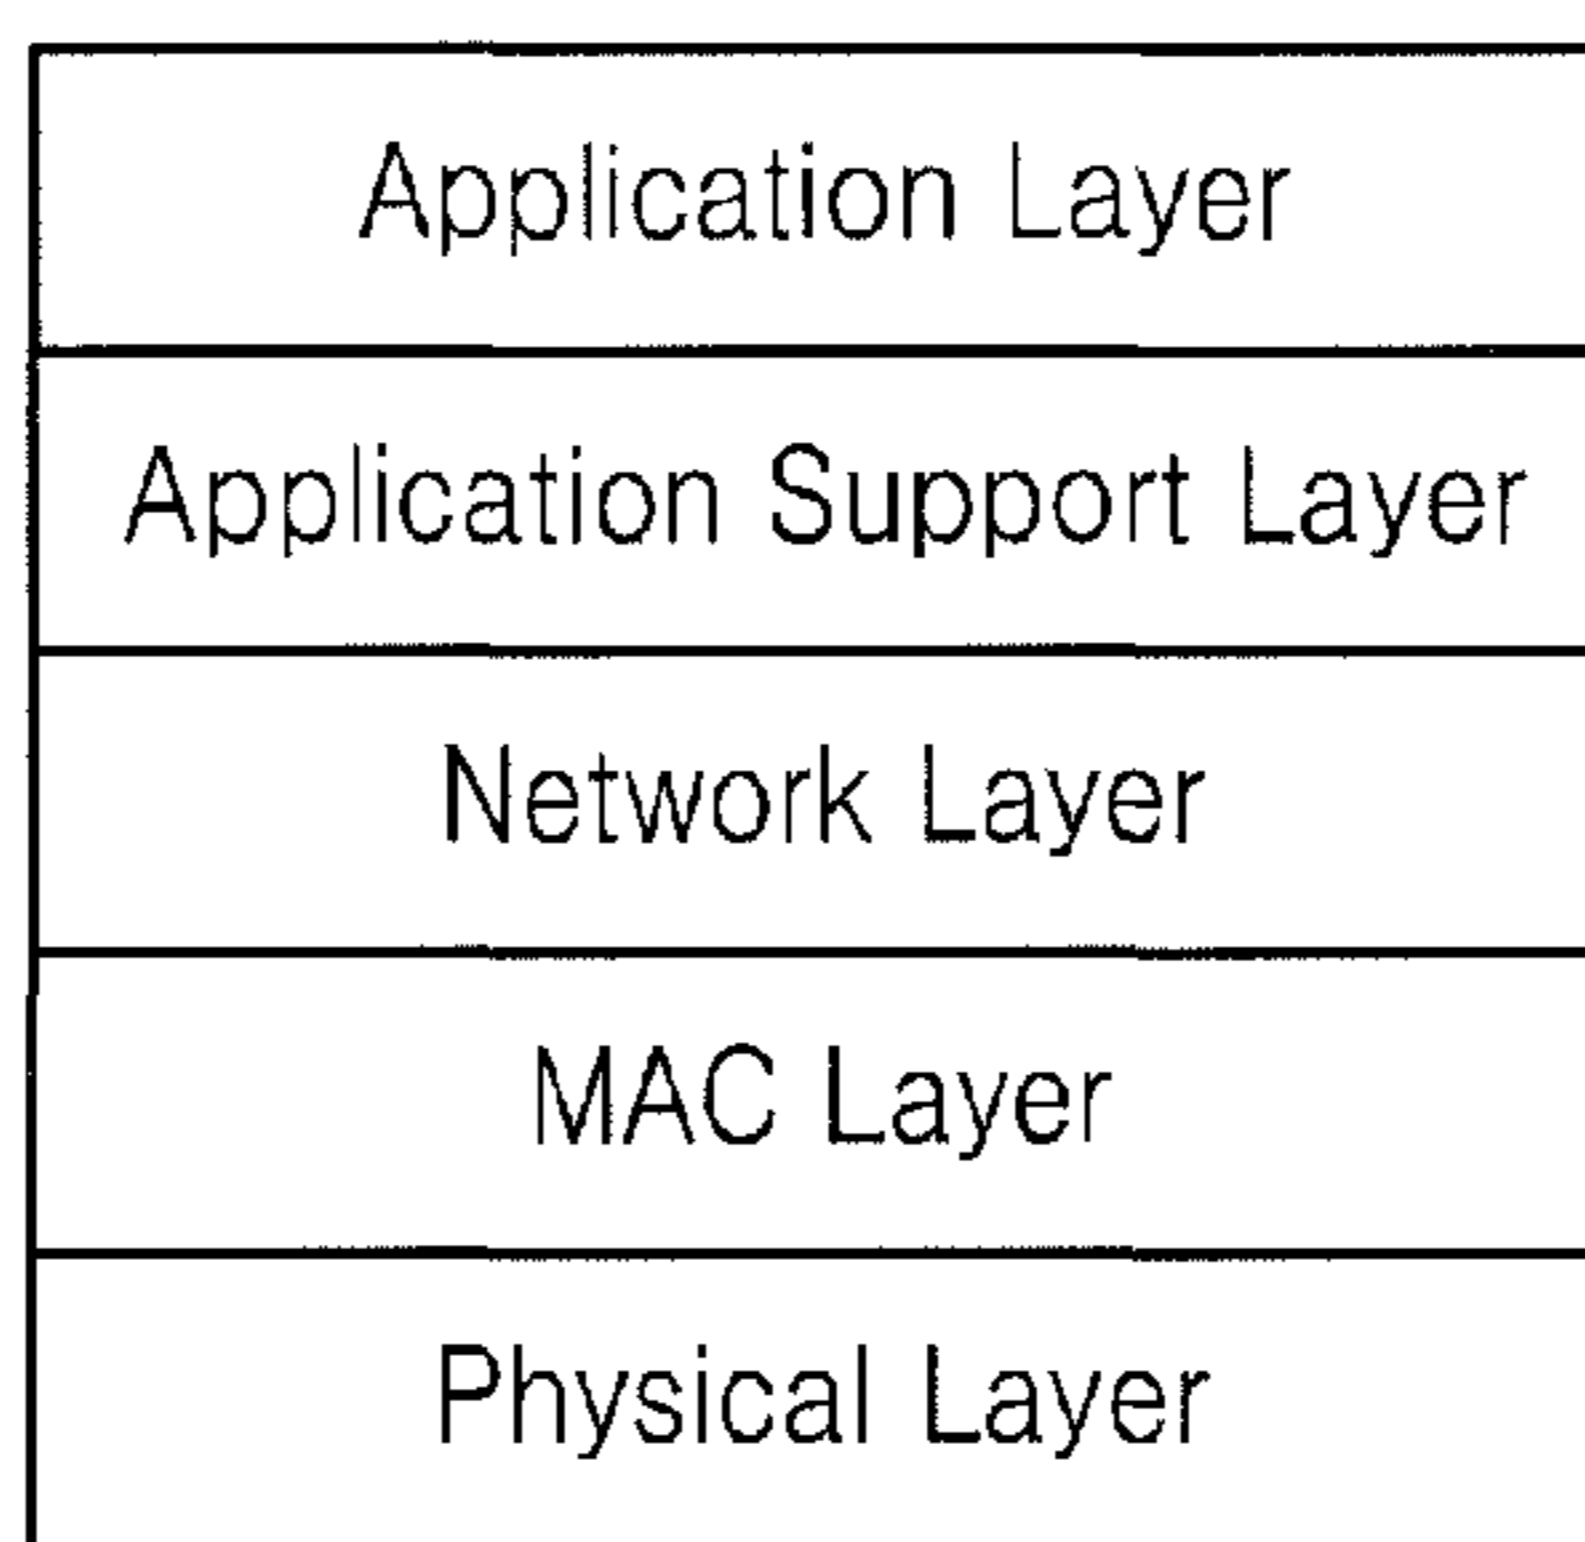 Application Layer
Application Support Layer
Network Layer
MAC Layer
Physical Layer